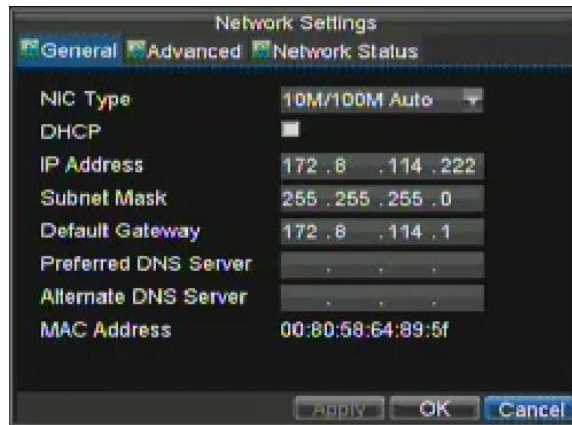 Network Settings
General Advanced Network Status
NIC Type 10M/100M Auto
DHCP
IP Address 172 .8 .114 .222
Subnet Mask 255 .255 .255 .0
Default Gateway 172 .8 .114 .1
Preferred DNS Server . . .
Alternate DNS Server . . .
MAC Address 00:80:58:64:89:5f
Apply OK Cancel